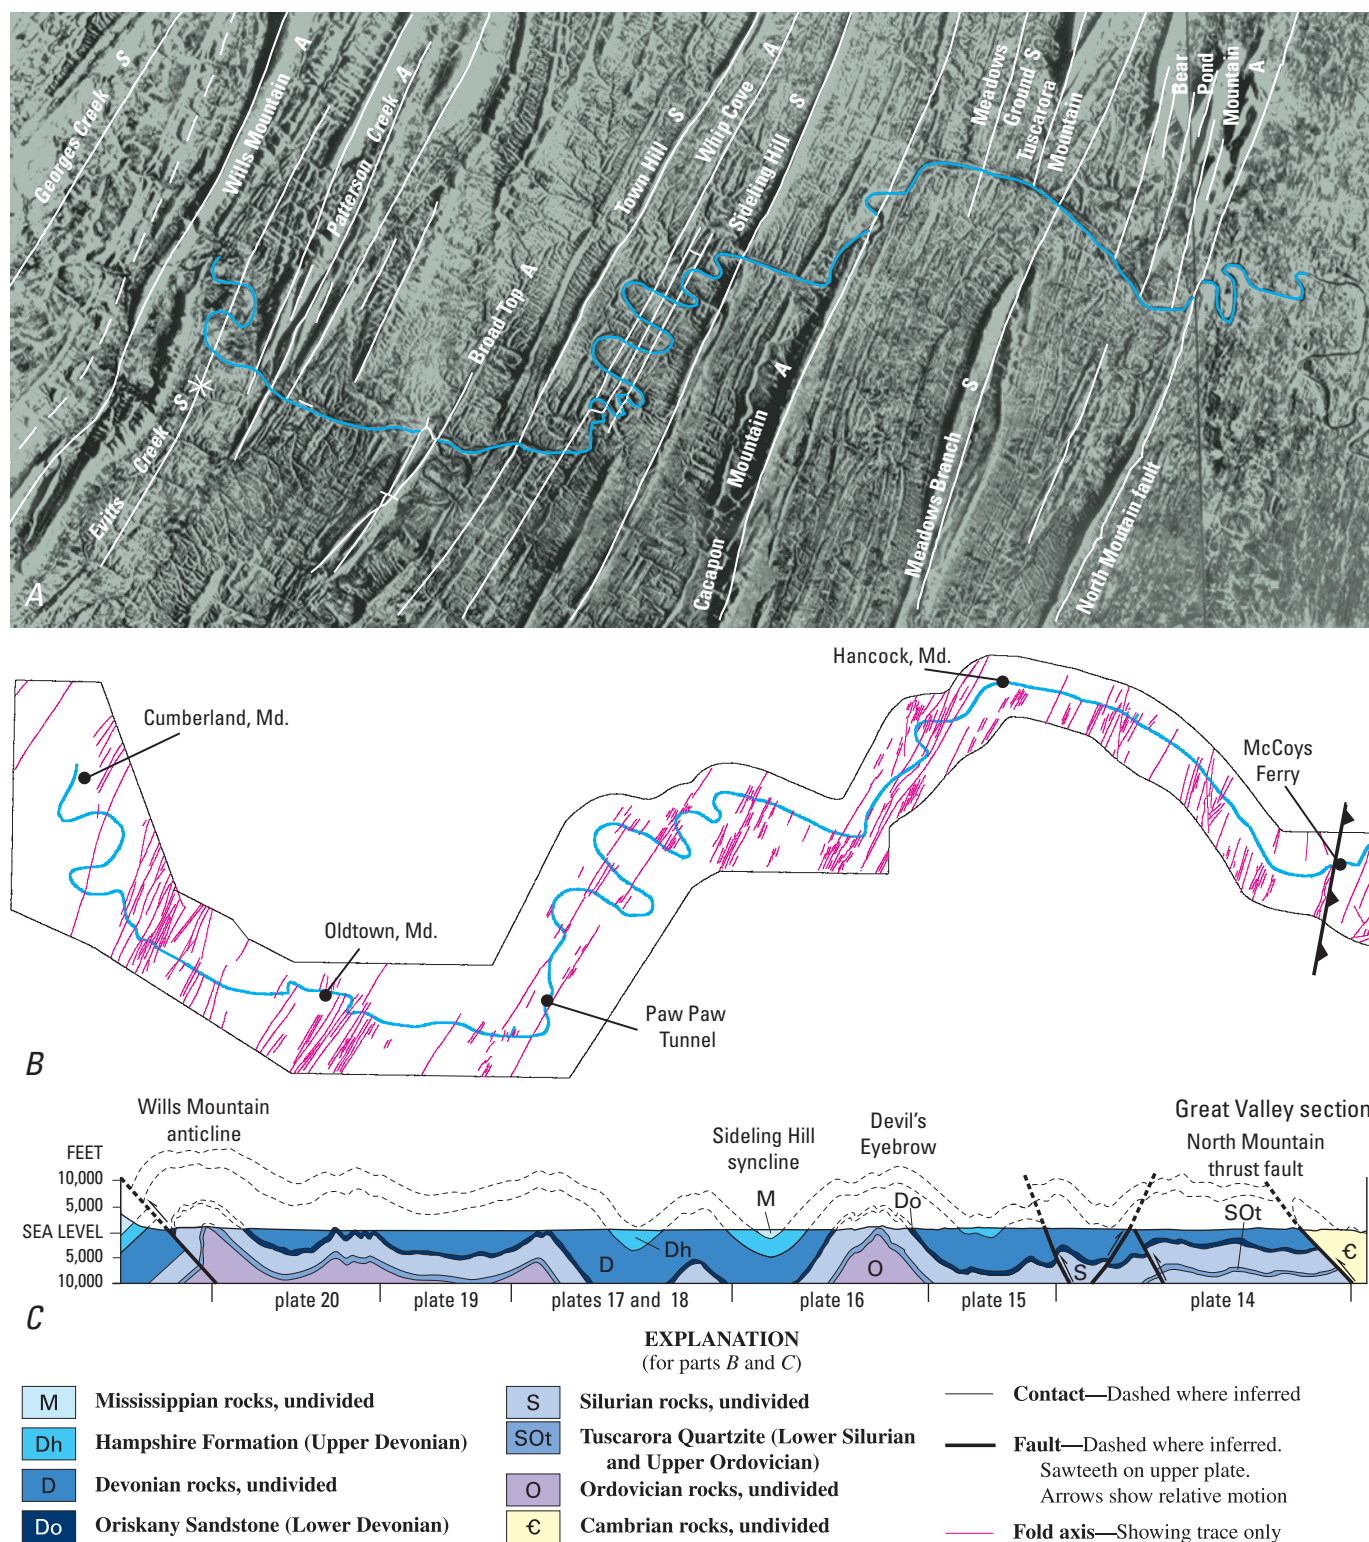 Georges Creek S
Wills Mountain A
Patterson Creek A
Evitts Creek S
Broad Top A
Town Hill S
Whip Cove A
Sideling Hill S
Cacapon Mountain A
Meadows
Ground S
Tuscarora
Mountain
Meadows Branch S
Bear
Pond
Mountain
A
North Moutain fault
A
Hancock, Md.
Cumberland, Md.
McCoys
Ferry
Oldtown, Md.
Paw Paw
Tunnel
B
Wills Mountain
anticline
Sideling Hill
syncline
Devil's
Eyebrow
Great Valley section
North Mountain
thrust fault
FEET
10,000
5,000
SEA LEVEL
5,000
10,000
M
Do
SOt
Dh
D
O
S
Є
plate 20
plate 19
plates 17 and 18
plate 16
plate 15
plate 14
C
EXPLANATION
(for parts B and C)
M Mississippian rocks, undivided
Dh Hampshire Formation (Upper Devonian)
D Devonian rocks, undivided
Do Oriskany Sandstone (Lower Devonian)
S Silurian rocks, undivided
SOt Tuscarora Quartzite (Lower Silurian
and Upper Ordovician)
O Ordovician rocks, undivided
Є Cambrian rocks, undivided
Contact—Dashed where inferred
Fault—Dashed where inferred.
Sawteeth on upper plate.
Arrows show relative motion
Fold axis—Showing trace only